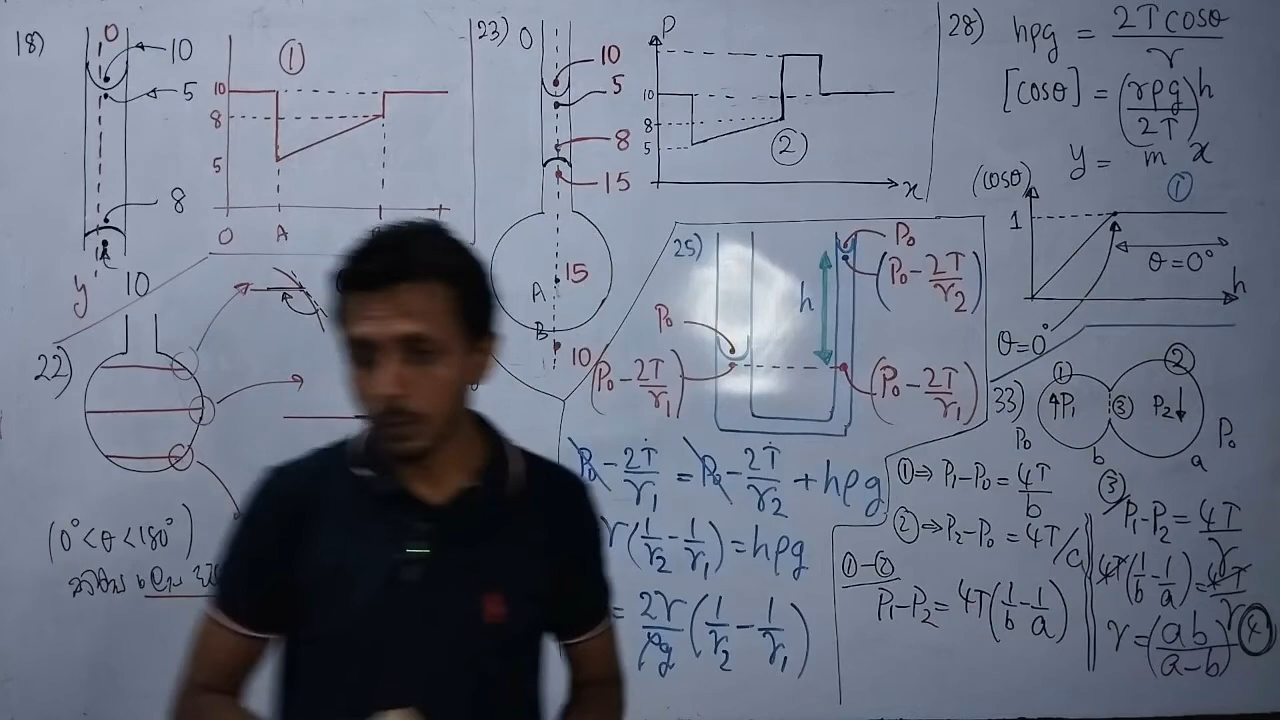 18)
0
10
5
8
y 10
①
10
8
5
O A
22)
(0° < θ < 180°)
23)
0
10
5
8
15
15
A
B
10
P
10
8
5
②
x
25)
P₀
(P₀ - 2T/r₂)
h
P₀
(P₀ - 2T/r₁)
(P₀ - 2T/r₁)
P₀ - 2T/r₁ = P₀ - 2T/r₂ + hρg
(1/r₂ - 1/r₁) = hρg
= 2γ/ρg (1/r₂ - 1/r₁)
28) hρg = 2T cosθ/r
[cosθ] = (rρg/2T) h
y = m x
①
(cosθ)
1
θ = 0°
h
θ = 0°
33)
① ②
P₁ ③ P₂
P₀ b a P₀
① ⇒ P₁ - P₀ = 4T/b
② ⇒ P₂ - P₀ = 4T/a
① - ②
P₁ - P₂ = 4T(1/b - 1/a)
③
P₁ - P₂ = 4T/r
4T(1/b - 1/a) = 4T/r
r = (ab/a-b) ④